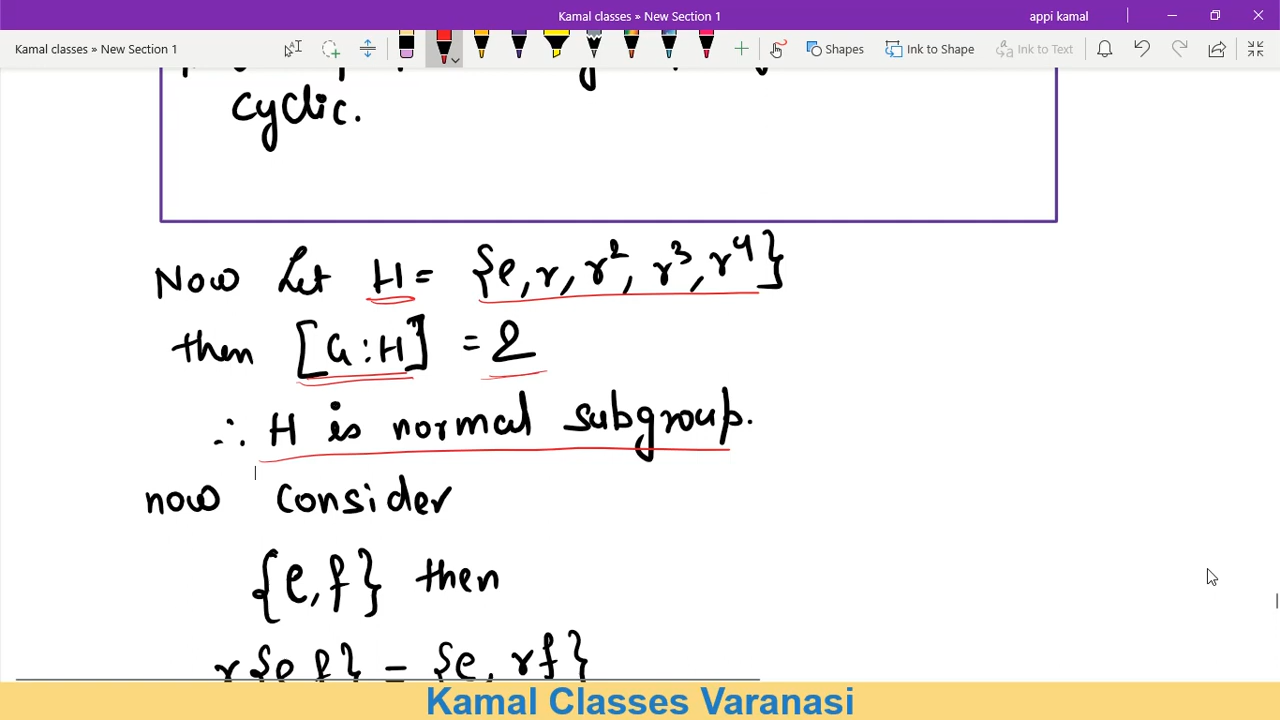 Kamal classes » New Section 1
appi kamal
Kamal classes » New Section 1
Shapes
Ink to Shape
Ink to Text
cyclic.
Now Let H = {e, r, r², r³, r⁴}
then [G : H] = 2
∴ H is normal subgroup.
now consider
{e, f} then
r{e f} = {e, rf}
Kamal Classes Varanasi